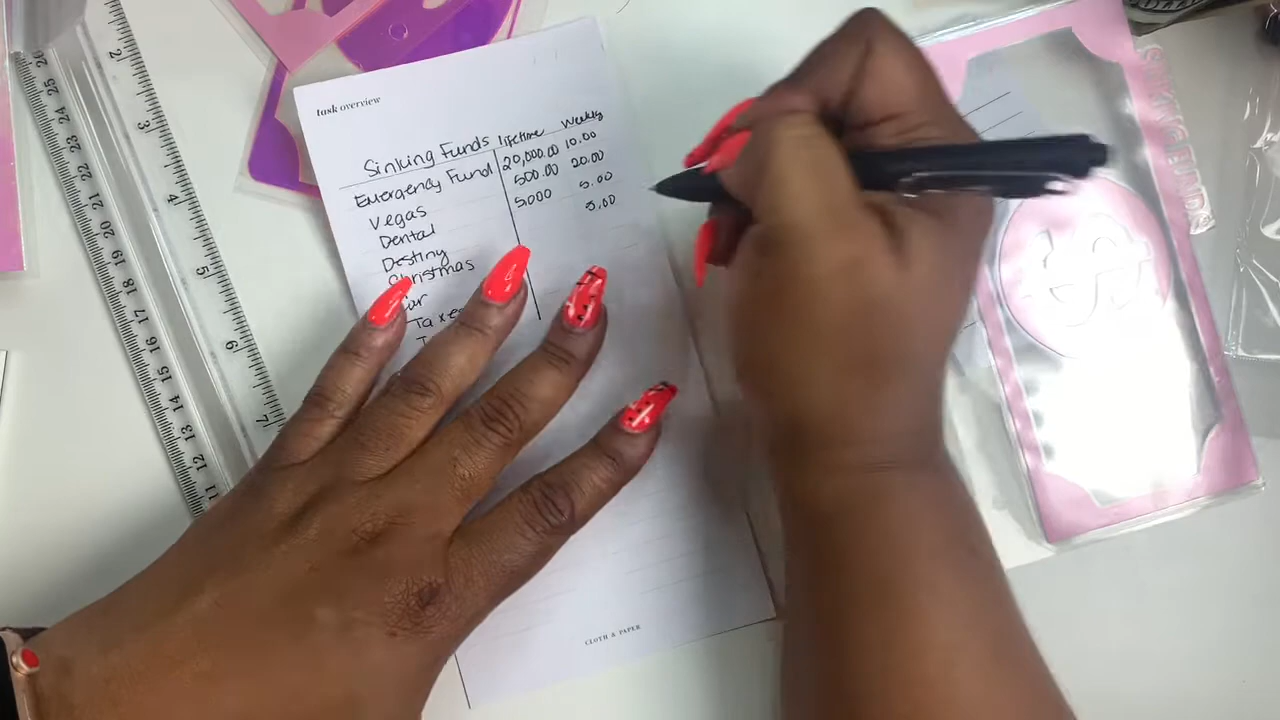 task overview
Sinking Funds lifetime Weekly
Emergency Fund 20,000.00 10.00
Vegas 500.00 20.00
Dental 5000 5.00
Destiny 5.00
Christmas
Taxes
CLOTH & PAPER